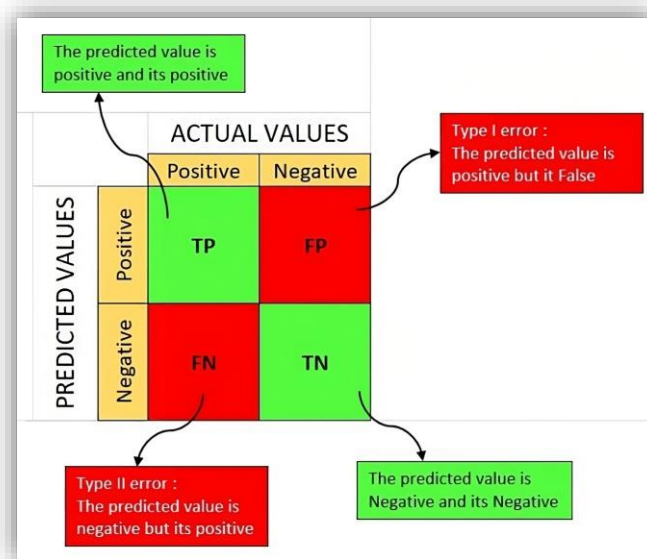 The predicted value is
positive and its positive
ACTUAL VALUES
Positive Negative
Type I error :
The predicted value is
positive but it False
PREDICTED VALUES
Positive
TP FP
Negative
FN TN
Type II error :
The predicted value is
negative but its positive
The predicted value is
Negative and its Negative